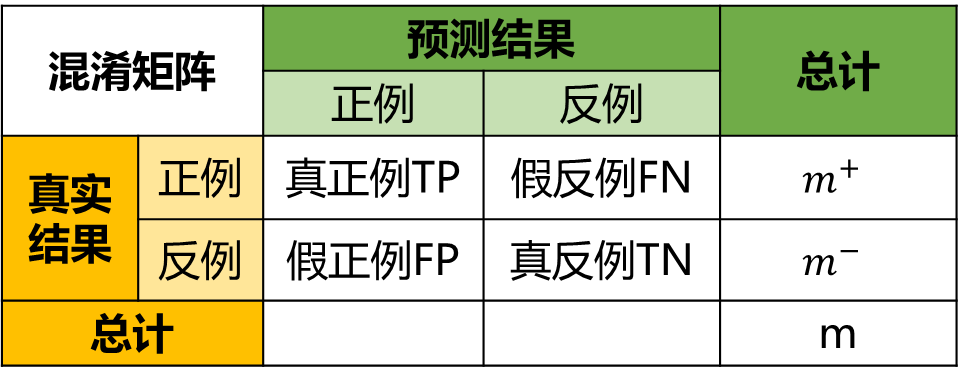 混淆矩阵 预测结果 总计
正例 反例
真实结果 正例 真正例TP 假反例FN m⁺
反例 假正例FP 真反例TN m⁻
总计 m